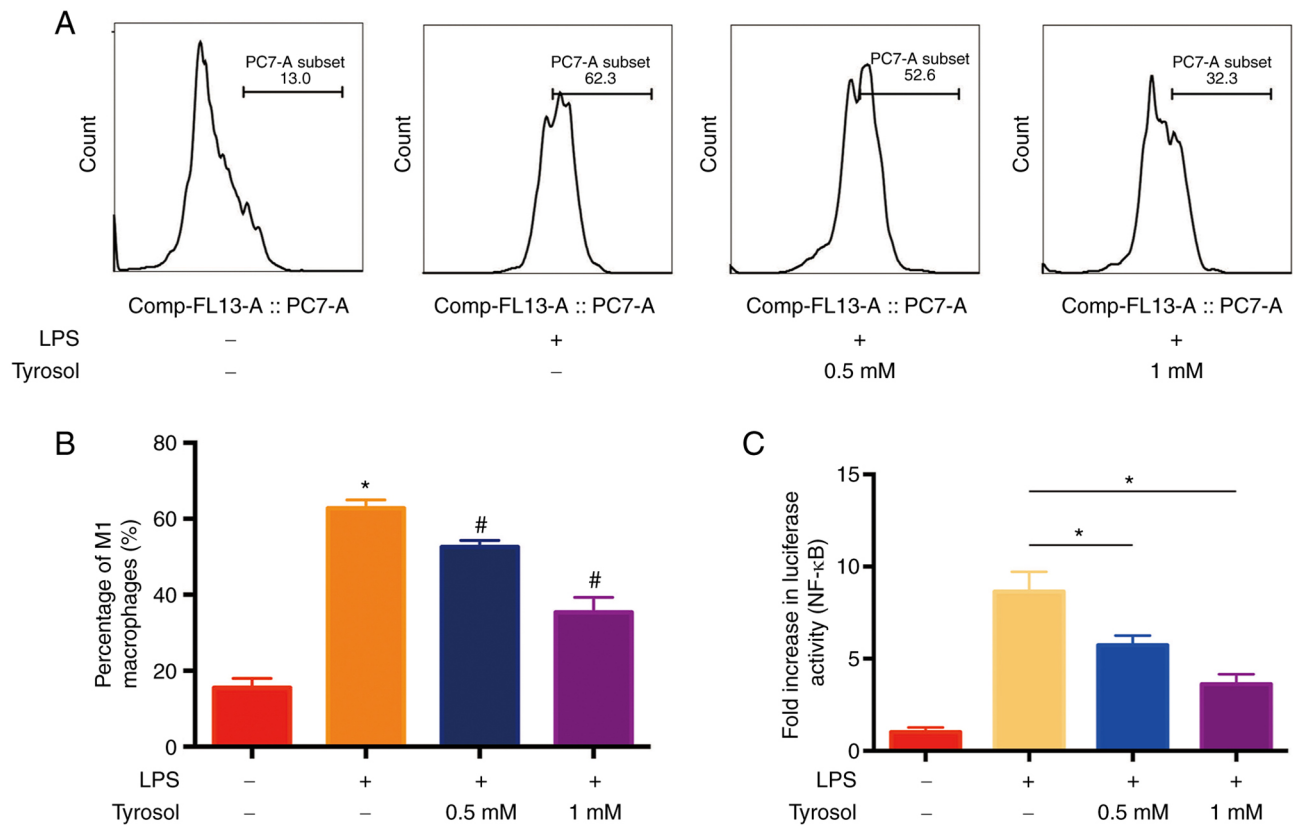 A
PC7-A subset
13.0
Count
Comp-FL13-A :: PC7-A
PC7-A subset
62.3
Count
Comp-FL13-A :: PC7-A
PC7-A subset
52.6
Count
Comp-FL13-A :: PC7-A
PC7-A subset
32.3
Count
Comp-FL13-A :: PC7-A
LPS – + + +
Tyrosol – – 0.5 mM 1 mM
B
Percentage of M1
macrophages (%)
80
60
40
20
0
*
#
#
LPS – + + +
Tyrosol – – 0.5 mM 1 mM
C
Fold increase in luciferase
activity (NF-κB)
15
10
5
0
*
*
LPS – + + +
Tyrosol – – 0.5 mM 1 mM